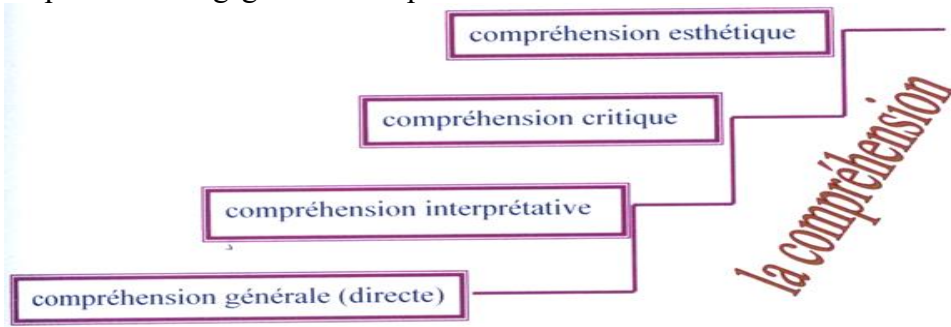 compréhension esthétique
compréhension critique
compréhension interprétative
compréhension générale (directe)
la compréhension